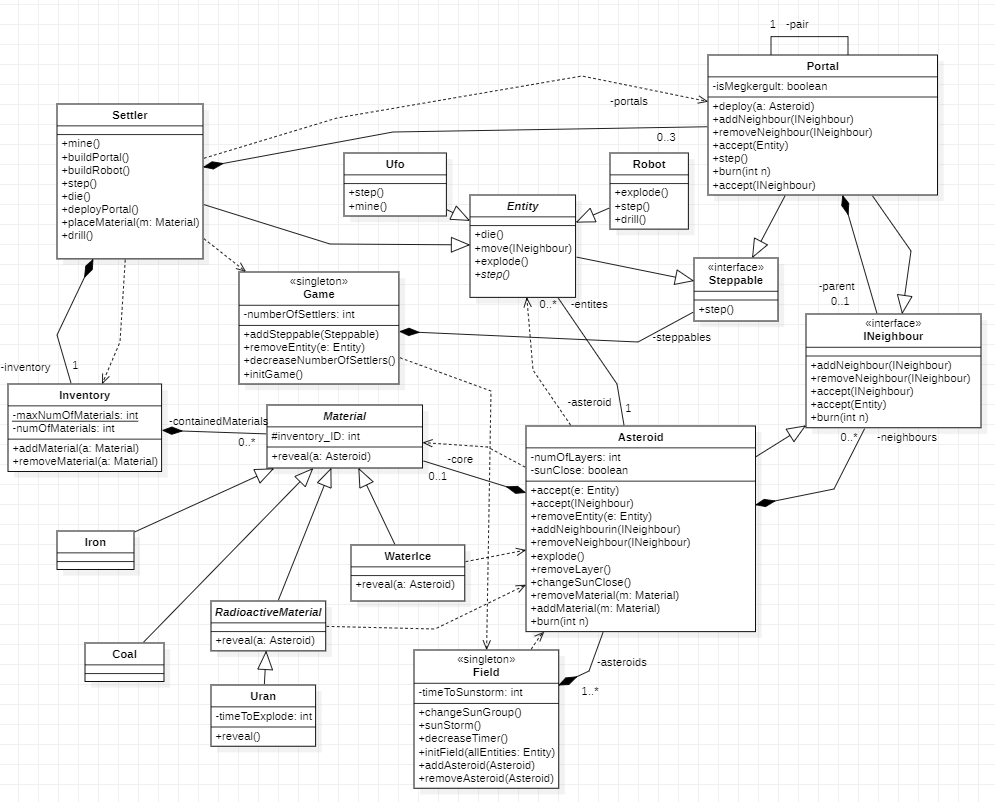 1 -pair
Portal
-isMegkergult: boolean
+deploy(a: Asteroid)
+addNeighbour(INeighbour)
+removeNeighbour(INeighbour)
+accept(Entity)
+step()
+burn(int n)
+accept(INeighbour)
-portals
0..3
Settler
+mine()
+buildPortal()
+buildRobot()
+step()
+die()
+deployPortal()
+placeMaterial(m: Material)
+drill()
Ufo
+step()
+mine()
Entity
+die()
+move(INeighbour)
+explode()
+step()
Robot
+explode()
+step()
+drill()
«interface»
Steppable
+step()
-parent
0..1
«interface»
INeighbour
+addNeighbour(INeighbour)
+removeNeighbour(INeighbour)
+accept(INeighbour)
+accept(Entity)
+burn(int n)
«singleton»
Game
-numberOfSettlers: int
+addSteppable(Steppable)
+removeEntity(e: Entity)
+decreaseNumberOfSettlers()
+initGame()
0..* -entites
-steppables
-inventory
1
Inventory
-maxNumOfMaterials: int
-numOfMaterials: int
+addMaterial(a: Material)
+removeMaterial(a: Material)
-containedMaterials
0..*
Material
#inventory_ID: int
+reveal(a: Asteroid)
-asteroid
1
-core
0..1
0..* -neighbours
Asteroid
-numOfLayers: int
-sunClose: boolean
+accept(e: Entity)
+accept(INeighbour)
+removeEntity(e: Entity)
+addNeighbourin(INeighbour)
+removeNeighbour(INeighbour)
+explode()
+removeLayer()
+changeSunClose()
+removeMaterial(m: Material)
+addMaterial(m: Material)
+burn(int n)
Iron
WaterIce
+reveal(a: Asteroid)
RadioactiveMaterial
+reveal(a: Asteroid)
Coal
Uran
-timeToExplode: int
+reveal()
«singleton»
Field
-timeToSunstorm: int
+changeSunGroup()
+sunStorm()
+decreaseTimer()
+initField(allEntities: Entity)
+addAsteroid(Asteroid)
+removeAsteroid(Asteroid)
-asteroids
1..*